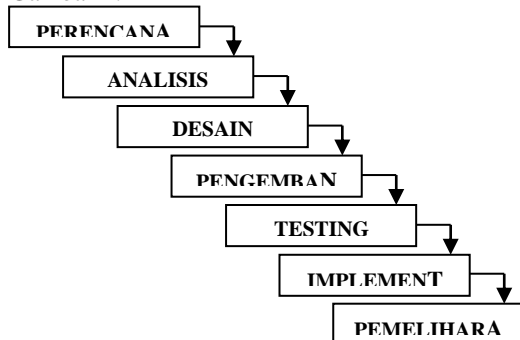 PERENCANA
ANALISIS
DESAIN
PENGEMBAN
TESTING
IMPLEMENT
PEMELIHARA